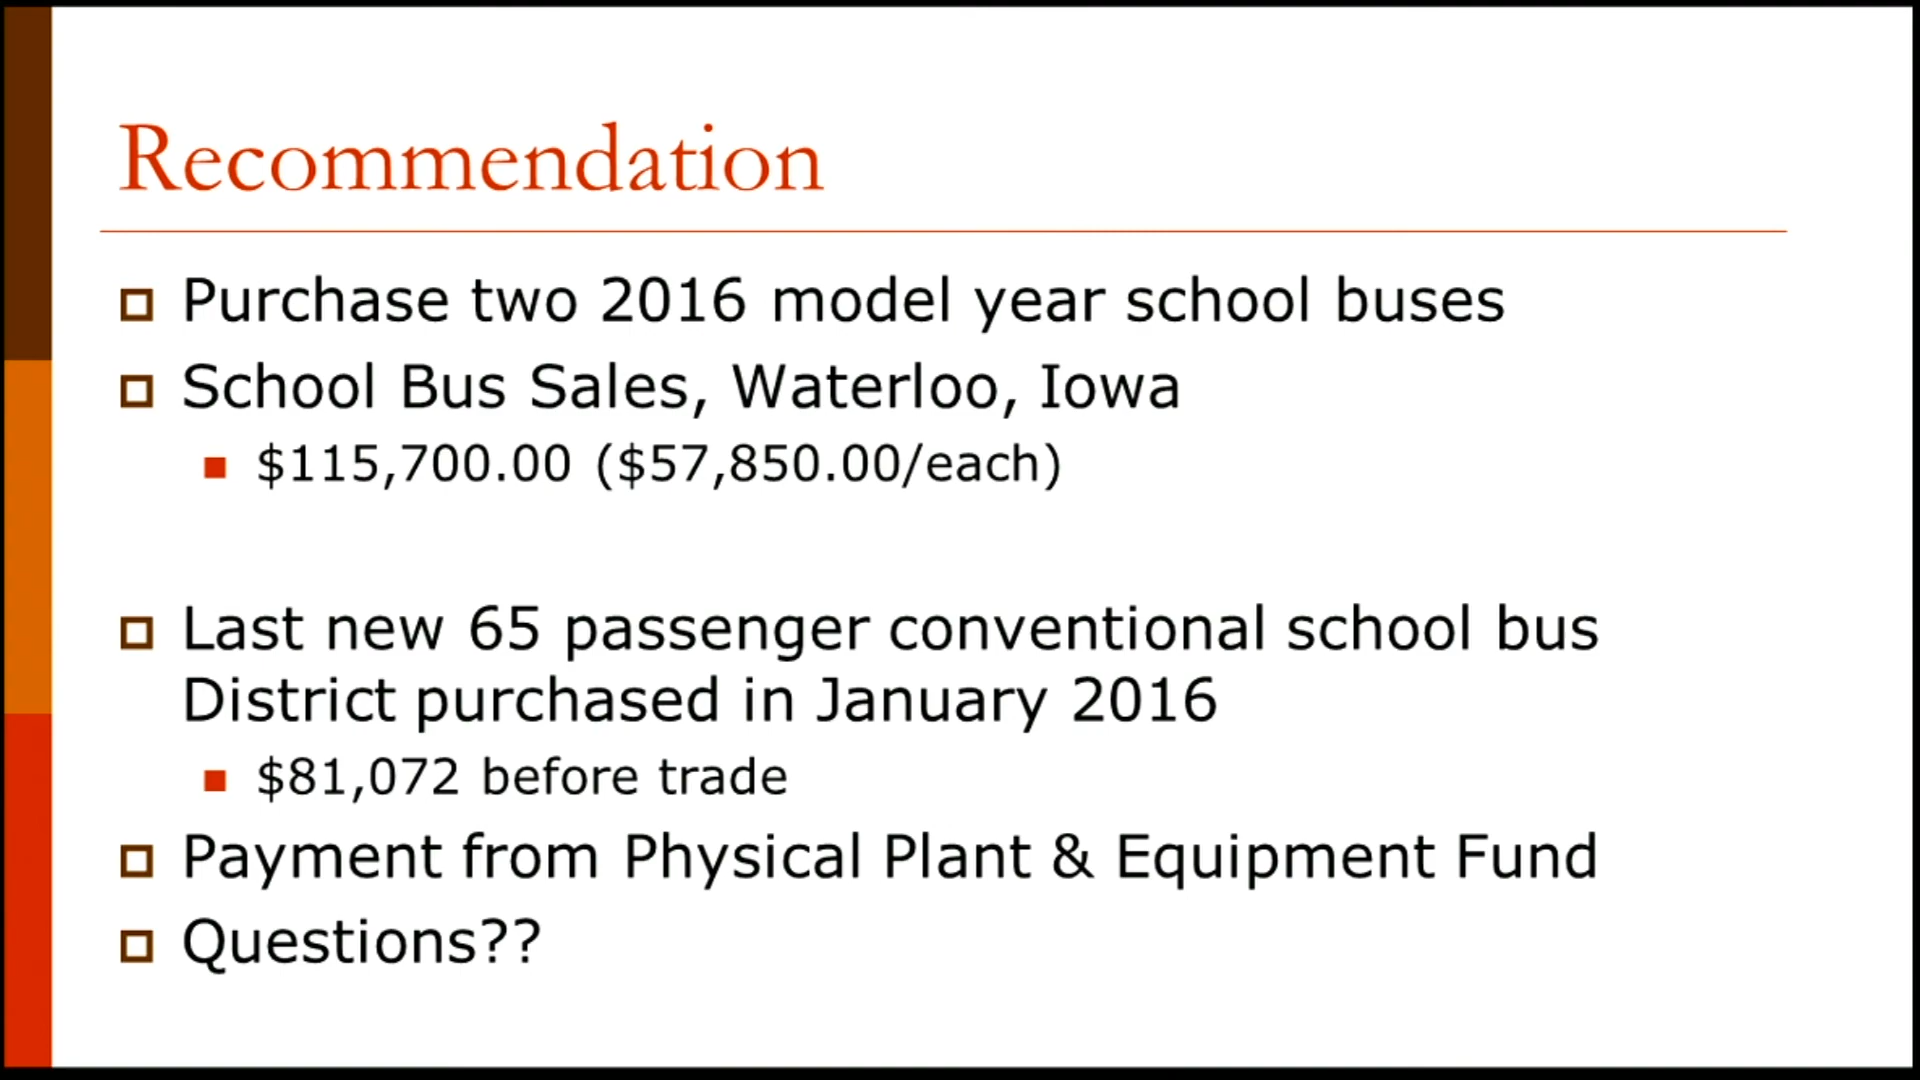 Recommendation
Purchase two 2016 model year school buses
School Bus Sales, Waterloo, Iowa
$115,700.00 ($57,850.00/each)
Last new 65 passenger conventional school bus
District purchased in January 2016
$81,072 before trade
Payment from Physical Plant & Equipment Fund
Questions??